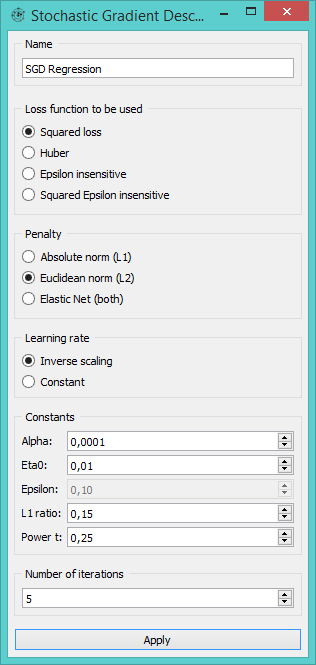 Stochastic Gradient Desc...
Name
SGD Regression
Loss function to be used
Squared loss
Huber
Epsilon insensitive
Squared Epsilon insensitive
Penalty
Absolute norm (L1)
Euclidean norm (L2)
Elastic Net (both)
Learning rate
Inverse scaling
Constant
Constants
Alpha: 0,0001
Eta0: 0,01
Epsilon: 0,10
L1 ratio: 0,15
Power t: 0,25
Number of iterations
5
Apply